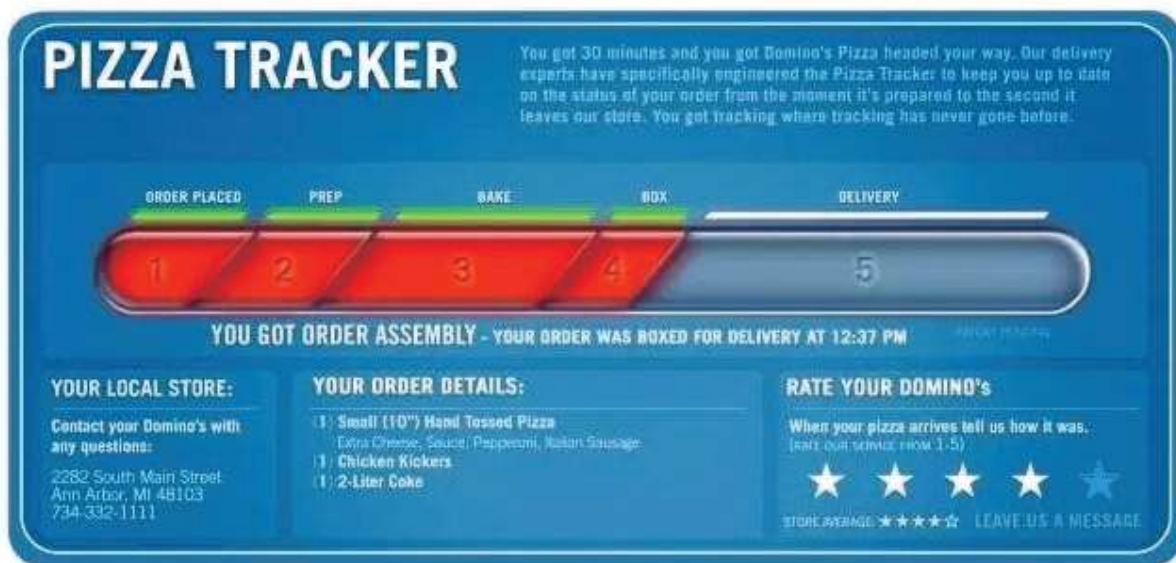 PIZZA TRACKER
You got 30 minutes and you got Domino's Pizza headed your way. Our delivery
experts have specifically engineered the Pizza Tracker to keep you up to date
on the status of your order from the moment it's prepared to the second it
leaves our store. You got tracking where tracking has never gone before.
ORDER PLACED PREP BAKE BOX DELIVERY
1 2 3 4 5
YOU GOT ORDER ASSEMBLY - YOUR ORDER WAS BOXED FOR DELIVERY AT 12:37 PM
PATENT PENDING
YOUR LOCAL STORE:
Contact your Domino's with
any questions:
2282 South Main Street
Ann Arbor, MI 48103
734-332-1111
YOUR ORDER DETAILS:
(1) Small (10") Hand Tossed Pizza
Extra Cheese, Sauce, Pepperoni, Italian Sausage
(1) Chicken Kickers
(1) 2-Liter Coke
RATE YOUR DOMINO's
When your pizza arrives tell us how it was.
(RATE OUR SERVICE FROM 1-5)
STORE AVERAGE LEAVE US A MESSAGE